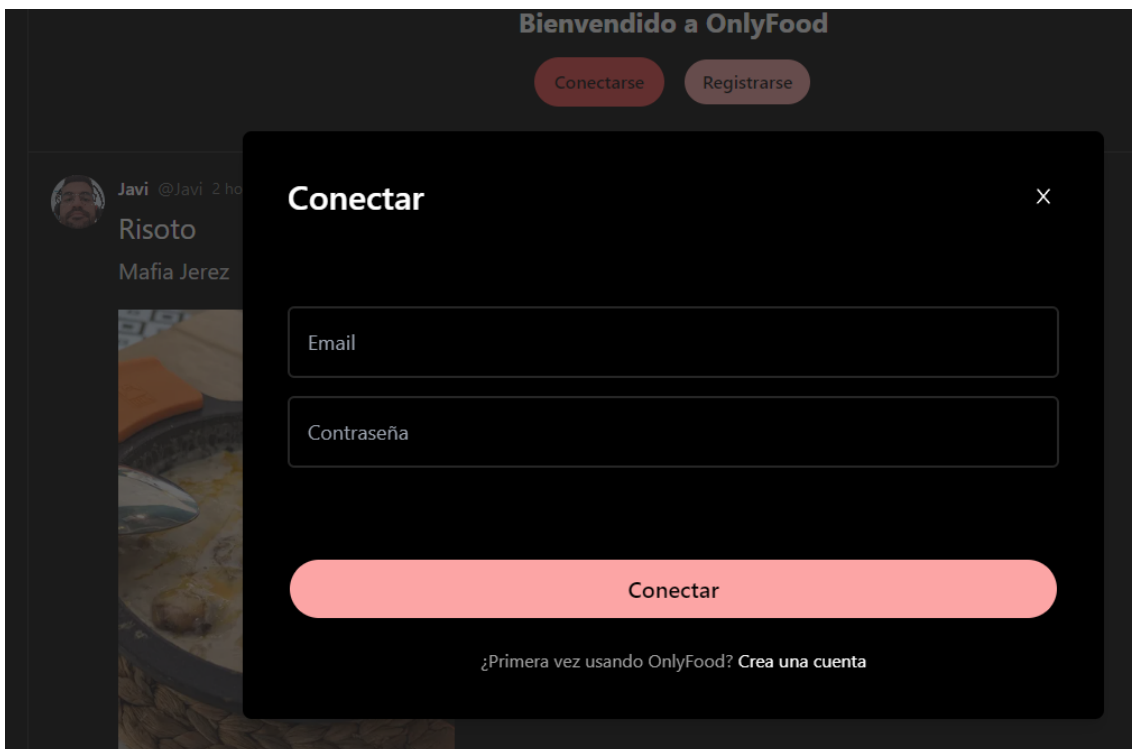 Bienvendido a OnlyFood
Conectarse
Registrarse
Javi @Javi 2 ho
Risoto
Mafia Jerez
Conectar
X
Email
Contraseña
Conectar
¿Primera vez usando OnlyFood? Crea una cuenta